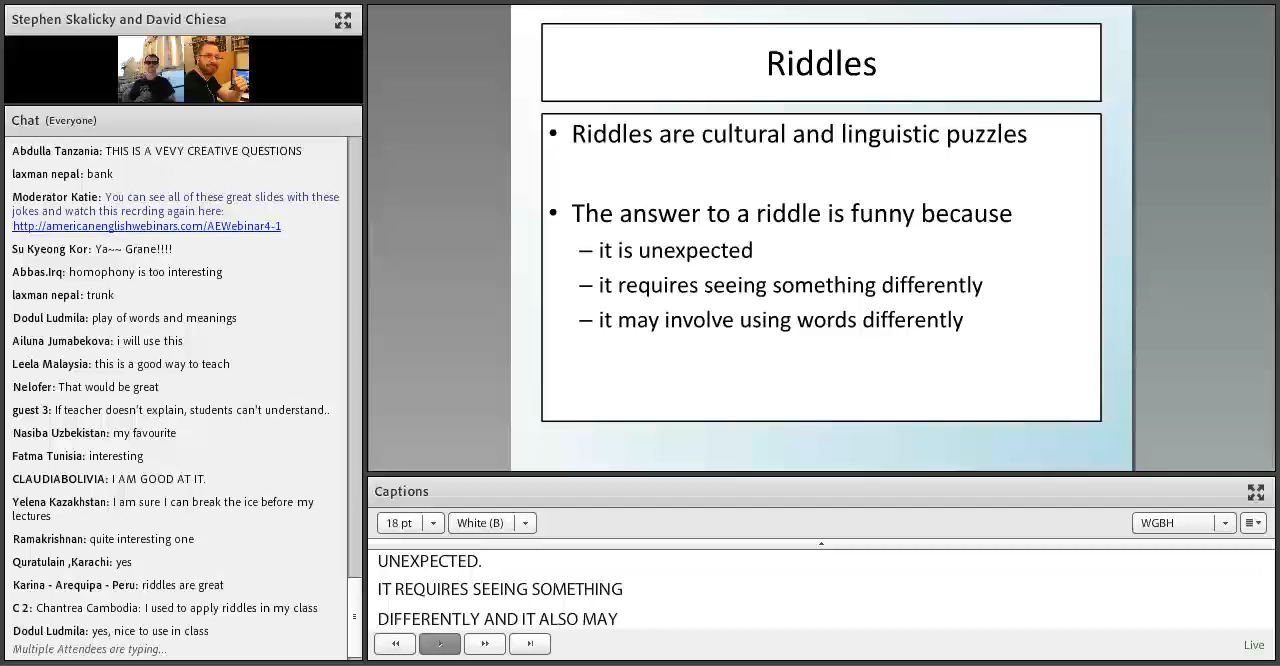 Stephen Skalicky and David Chiesa
Chat (Everyone)
Abdulla Tanzania: THIS IS A VEVY CREATIVE QUESTIONS
laxman nepal: bank
Moderator Katie: You can see all of these great slides with these
jokes and watch this recrding again here:
http://americanenglishwebinars.com/AEWebinar4-1
Su Kyeong Kor: Ya~~ Grane!!!!
Abbas.Irq: homophony is too interesting
laxman nepal: trunk
Dodul Ludmila: play of words and meanings
Ailuna Jumabekova: i will use this
Leela Malaysia: this is a good way to teach
Nelofer: That would be great
guest 3: If teacher doesn't explain, students can't understand..
Nasiba Uzbekistan: my favourite
Fatma Tunisia: interesting
CLAUDIABOLIVIA: I AM GOOD AT IT.
Yelena Kazakhstan: I am sure I can break the ice before my
lectures
Ramakrishnan: quite interesting one
Quratulain ,Karachi: yes
Karina - Arequipa - Peru: riddles are great
C 2: Chantrea Cambodia: I used to apply riddles in my class
Dodul Ludmila: yes, nice to use in class
Multiple Attendees are typing...
Riddles
• Riddles are cultural and linguistic puzzles
• The answer to a riddle is funny because
– it is unexpected
– it requires seeing something differently
– it may involve using words differently
Captions
18 pt
White (B)
WGBH
UNEXPECTED.
IT REQUIRES SEEING SOMETHING
DIFFERENTLY AND IT ALSO MAY
Live